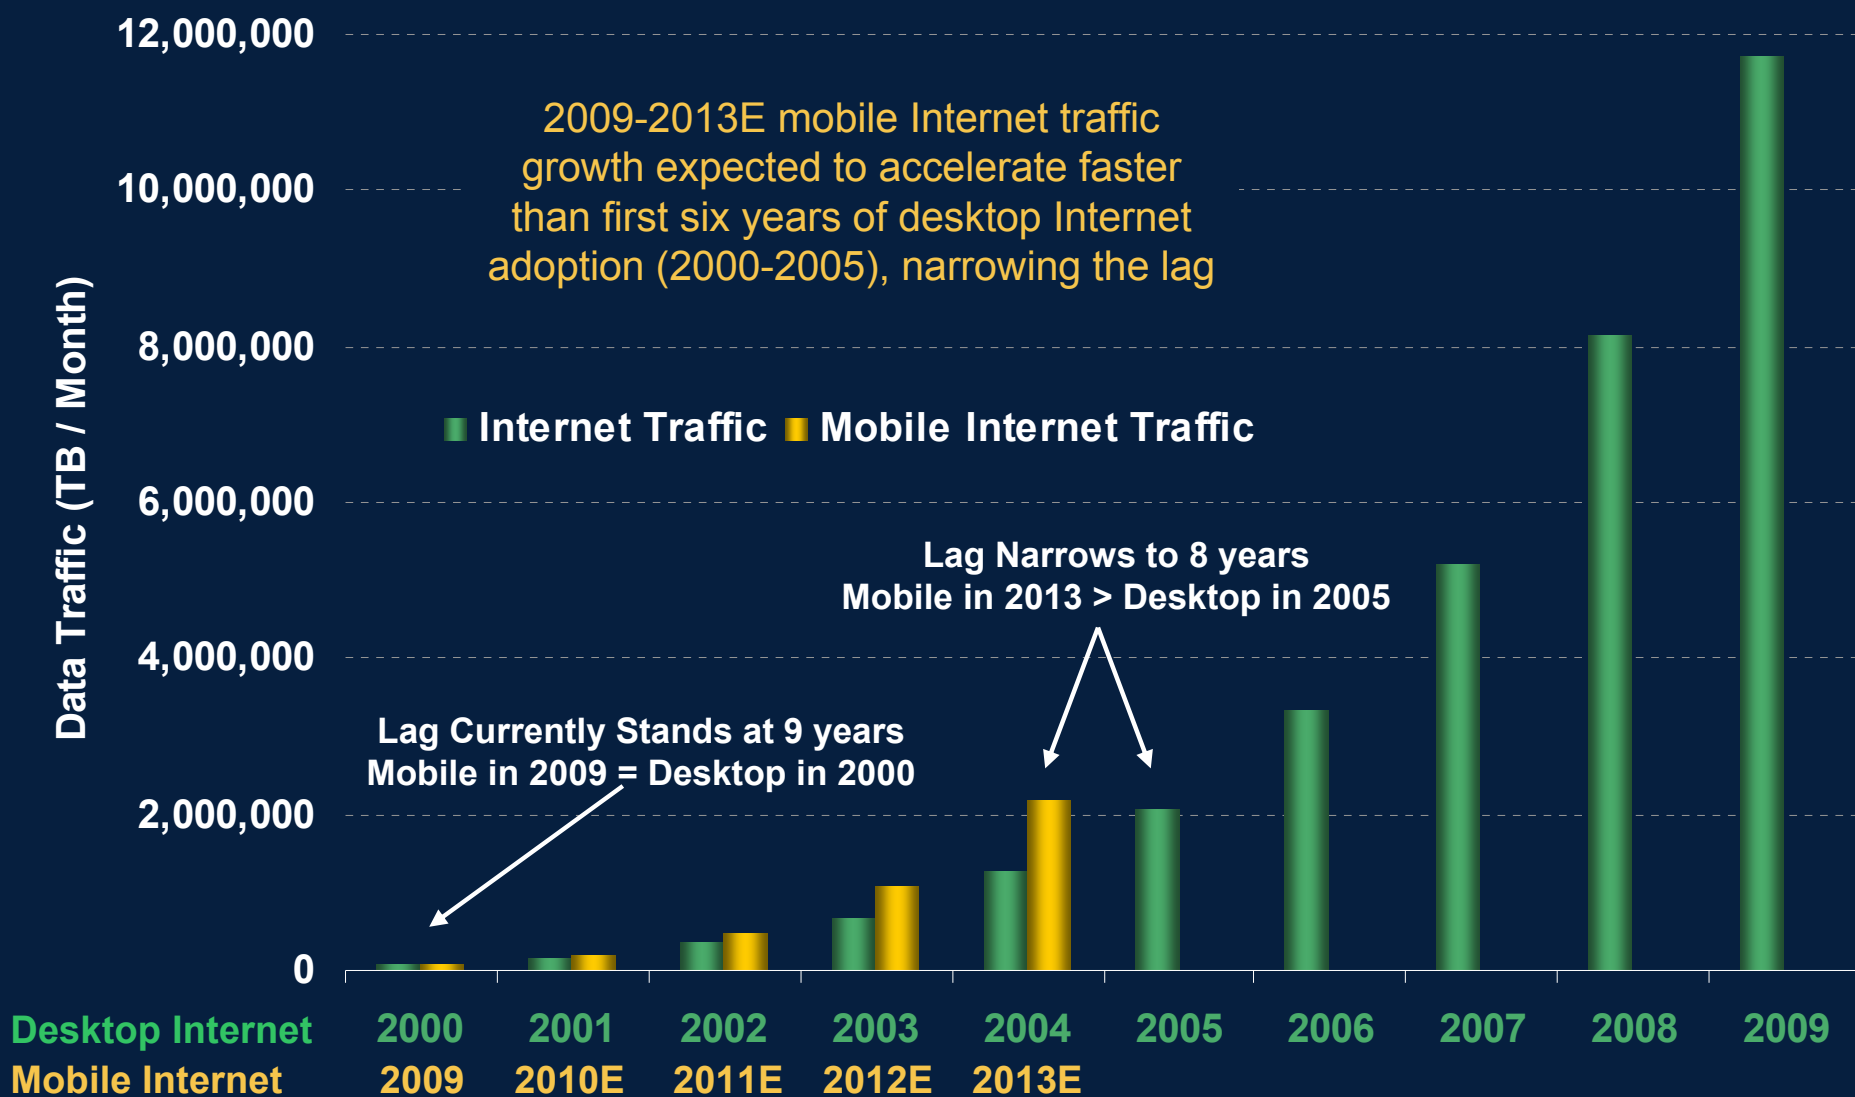 12,000,000
2009-2013E mobile Internet traffic
growth expected to accelerate faster
than first six years of desktop Internet
adoption (2000-2005), narrowing the lag
10,000,000
8,000,000
Internet Traffic Mobile Internet Traffic
6,000,000
Lag Narrows to 8 years
Mobile in 2013 > Desktop in 2005
4,000,000
Lag Currently Stands at 9 years
Mobile in 2009 = Desktop in 2000
2,000,000
0
Data Traffic (TB / Month)
Desktop Internet 2000 2001 2002 2003 2004 2005 2006 2007 2008 2009
Mobile Internet 2009 2010E 2011E 2012E 2013E